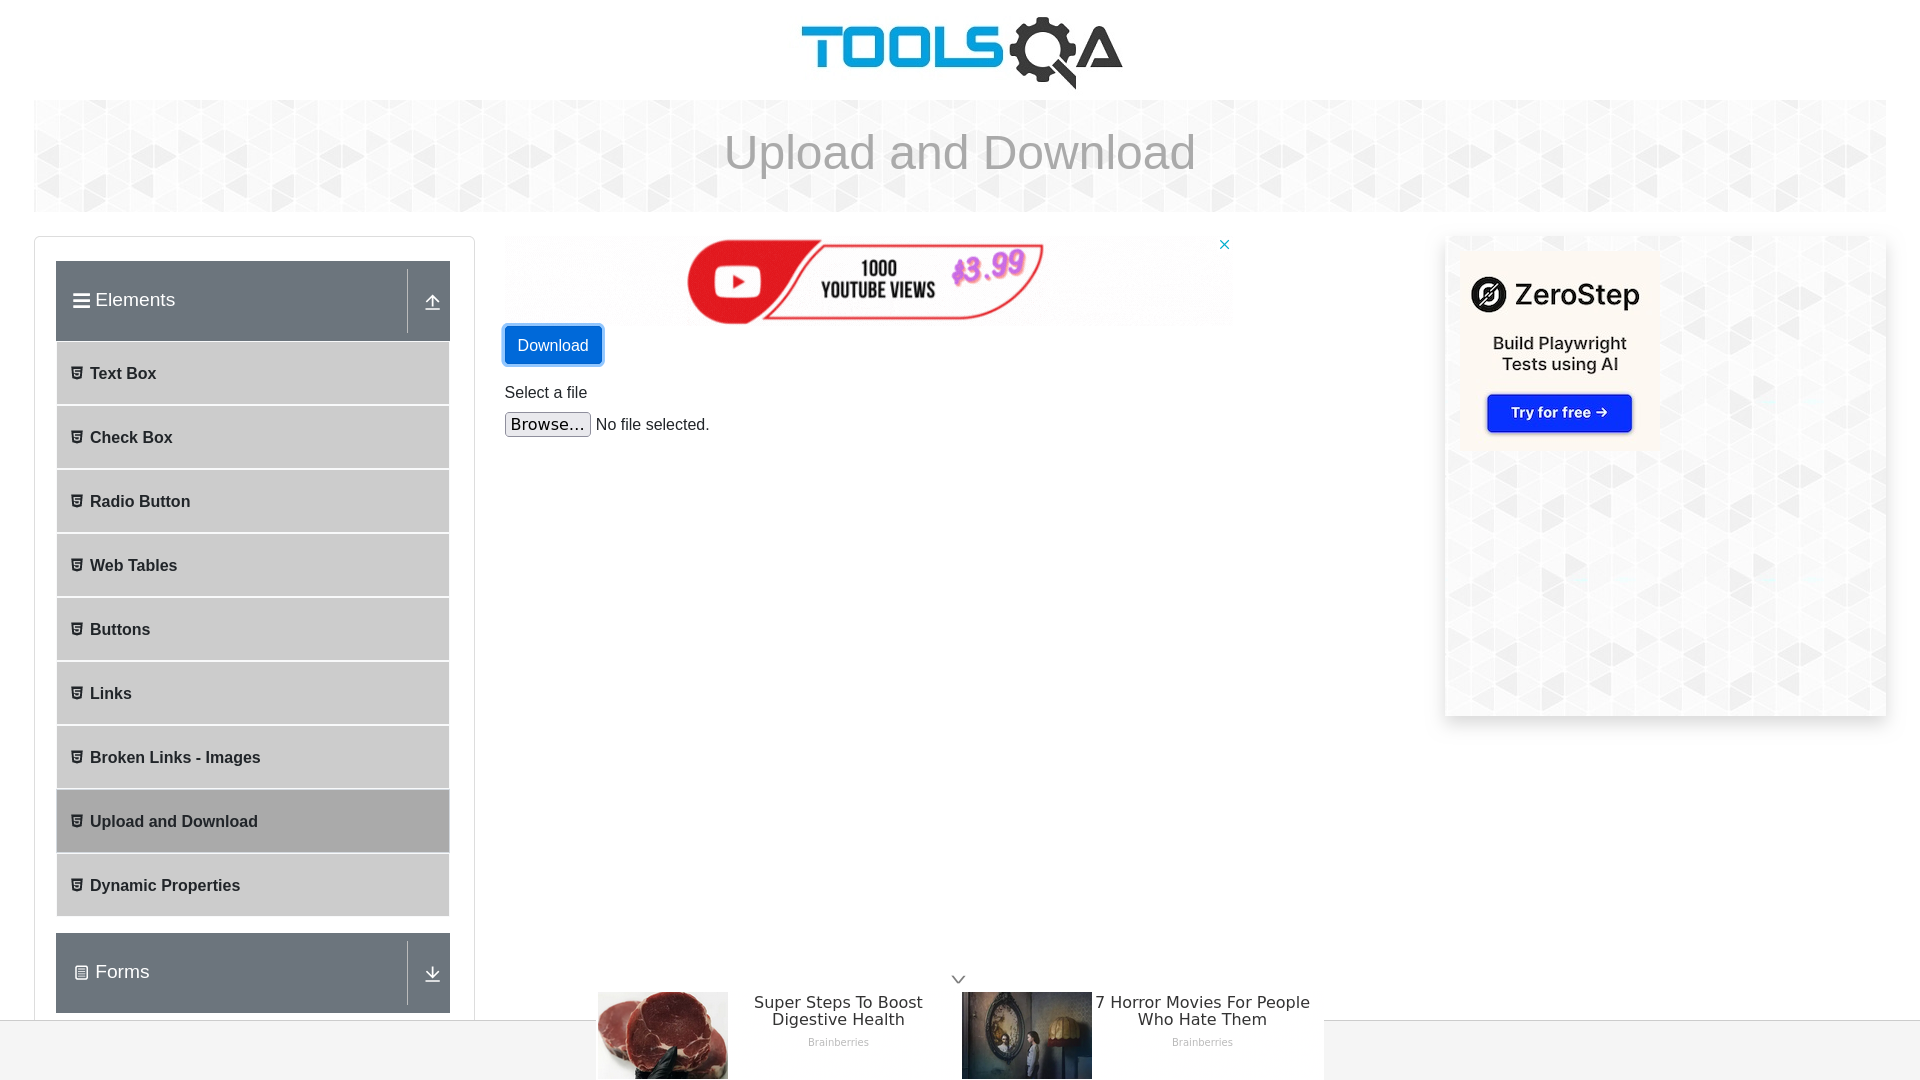 TOOLSQA
Upload and Download
Elements
Text Box
Check Box
Radio Button
Web Tables
Buttons
Links
Broken Links - Images
Upload and Download
Dynamic Properties
Forms
1000
YOUTUBE VIEWS
$3.99
Download
Select a file
Browse... No file selected.
ZeroStep
Build Playwright
Tests using AI
Try for free →
Super Steps To Boost
Digestive Health
Brainberries
7 Horror Movies For People
Who Hate Them
Brainberries